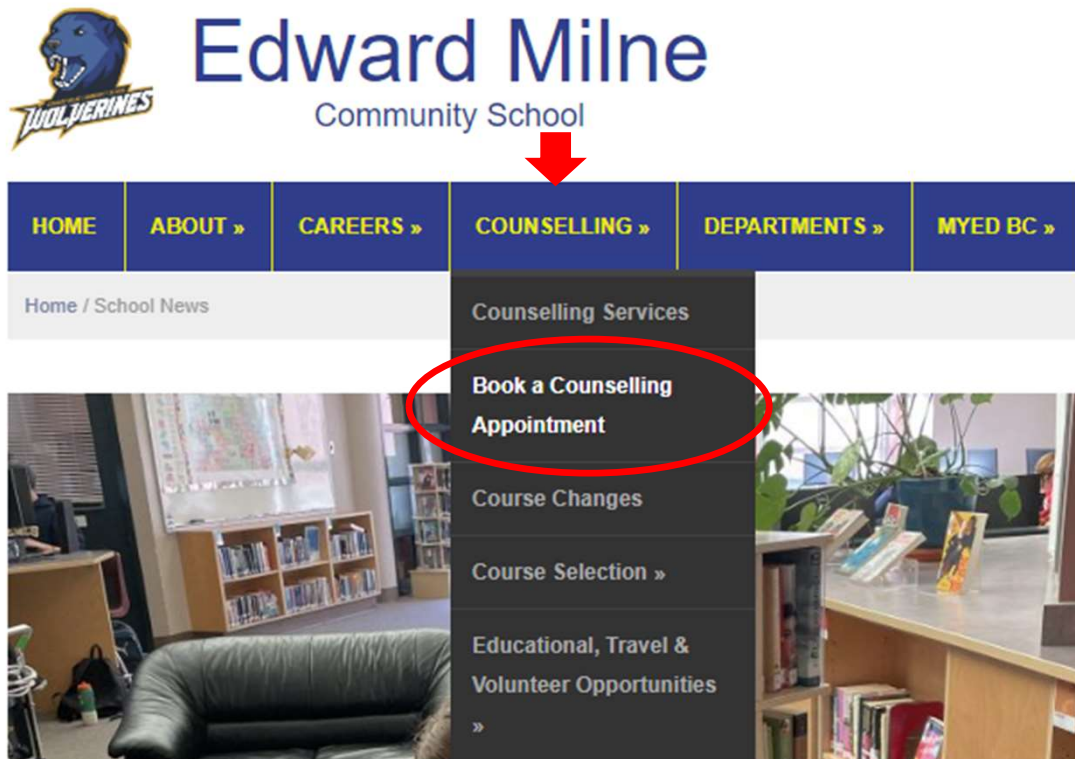 Edward Milne
WOLVERINES
Community School
HOME ABOUT » CAREERS » COUNSELLING » DEPARTMENTS » MYED BC »
Home / School News
Counselling Services
Book a Counselling
Appointment
Course Changes
Course Selection »
Educational, Travel &
Volunteer Opportunities
»